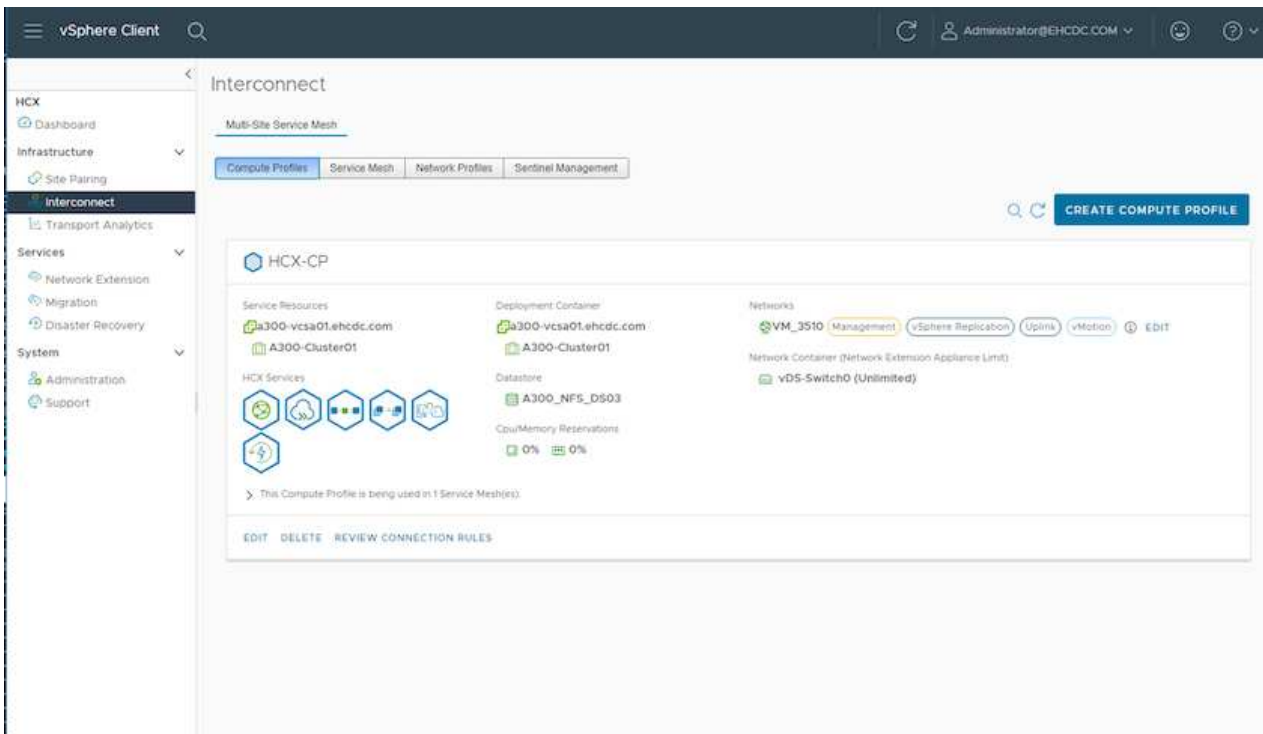 vSphere Client
Administrator@EHCDC.COM
HCX
Dashboard
Infrastructure
Site Pairing
Interconnect
Transport Analytics
Services
Network Extension
Migration
Disaster Recovery
System
Administration
Support
Interconnect
Multi-Site Service Mesh
Compute Profiles
Service Mesh
Network Profiles
Sentinel Management
CREATE COMPUTE PROFILE
HCX-CP
Service Resources
a300-vcsa01.ehcdc.com
A300-Cluster01
HCX Services
Deployment Container
a300-vcsa01.ehcdc.com
A300-Cluster01
Datastore
A300_NFS_DS03
Cpu/Memory Reservations
0% 0%
Networks
VM_3510 Management vSphere Replication Uplink vMotion EDIT
Network Container (Network Extension Appliance Limit)
vDS-Switch0 (Unlimited)
This Compute Profile is being used in 1 Service Mesh(es).
EDIT DELETE REVIEW CONNECTION RULES